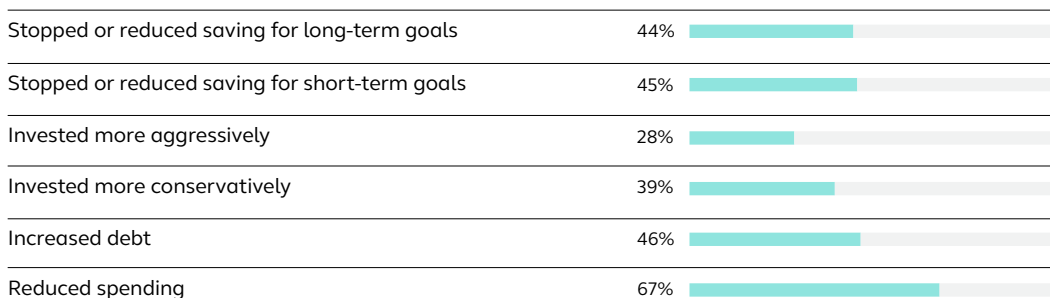 Stopped or reduced saving for long-term goals 44%
Stopped or reduced saving for short-term goals 45%
Invested more aggressively 28%
Invested more conservatively 39%
Increased debt 46%
Reduced spending 67%